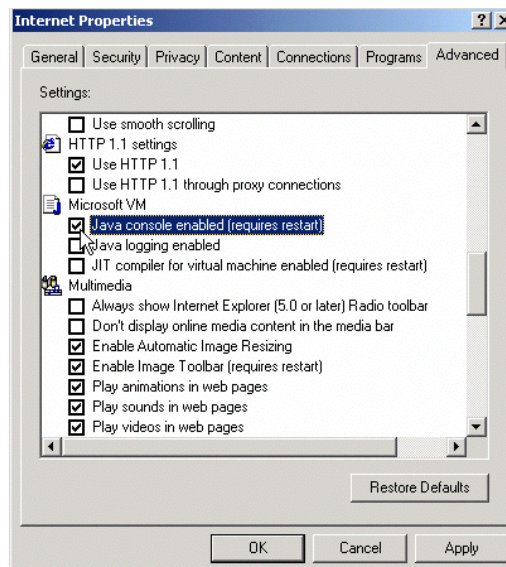 Internet Properties
General Security Privacy Content Connections Programs Advanced
Settings:
Use smooth scrolling
HTTP 1.1 settings
Use HTTP 1.1
Use HTTP 1.1 through proxy connections
Microsoft VM
Java console enabled (requires restart)
Java logging enabled
JIT compiler for virtual machine enabled (requires restart)
Multimedia
Always show Internet Explorer (5.0 or later) Radio toolbar
Don't display online media content in the media bar
Enable Automatic Image Resizing
Enable Image Toolbar (requires restart)
Play animations in web pages
Play sounds in web pages
Play videos in web pages
Restore Defaults
OK Cancel Apply